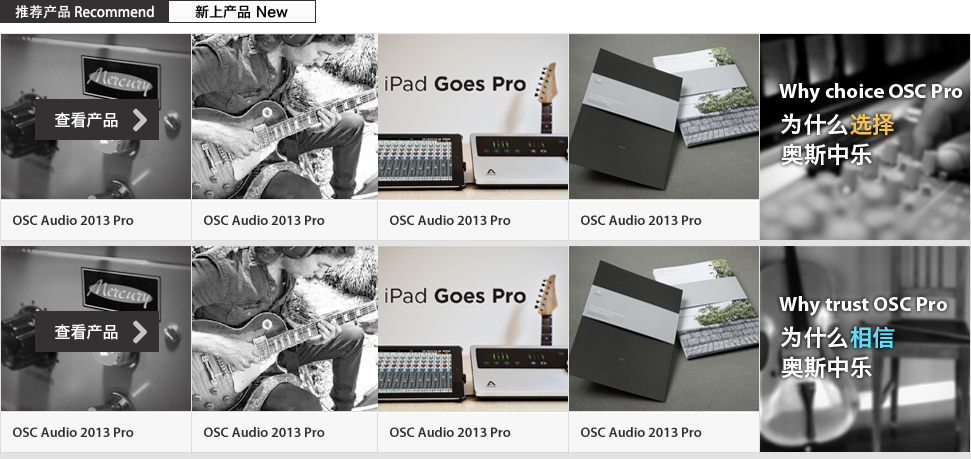 推荐产品 Recommend
新上产品 New
Mercury
查看产品
iPad Goes Pro
Why choice OSC Pro
为什么选择
奥斯中乐
OSC Audio 2013 Pro
OSC Audio 2013 Pro
OSC Audio 2013 Pro
OSC Audio 2013 Pro
Mercury
查看产品
iPad Goes Pro
Why trust OSC Pro
为什么相信
奥斯中乐
OSC Audio 2013 Pro
OSC Audio 2013 Pro
OSC Audio 2013 Pro
OSC Audio 2013 Pro